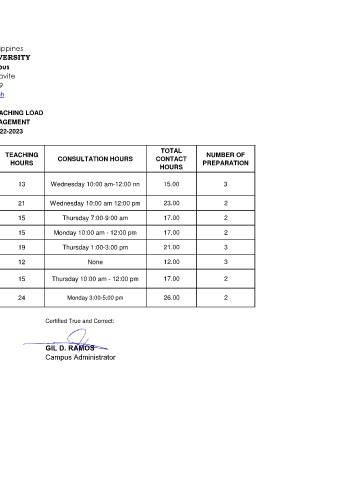 ippines
VERSITY
ous
avite
9
ph
ACHING LOAD
AGEMENT
22-2023
TEACHING HOURS CONSULTATION HOURS TOTAL CONTACT HOURS NUMBER OF PREPARATION
13 Wednesday 10:00 am-12:00 nn 15.00 3
21 Wednesday 10:00 am 12:00 pm 23.00 2
15 Thursday 7:00-9:00 am 17.00 2
15 Monday 10:00 am - 12:00 pm 17.00 2
19 Thursday 1:00-3:00 pm 21.00 3
12 None 12.00 3
15 Thursday 10:00 am - 12:00 pm 17.00 2
24 Monday 3:00-5:00 pm 26.00 2
Certified True and Correct:
GIL D. RAMOS
Campus Administrator